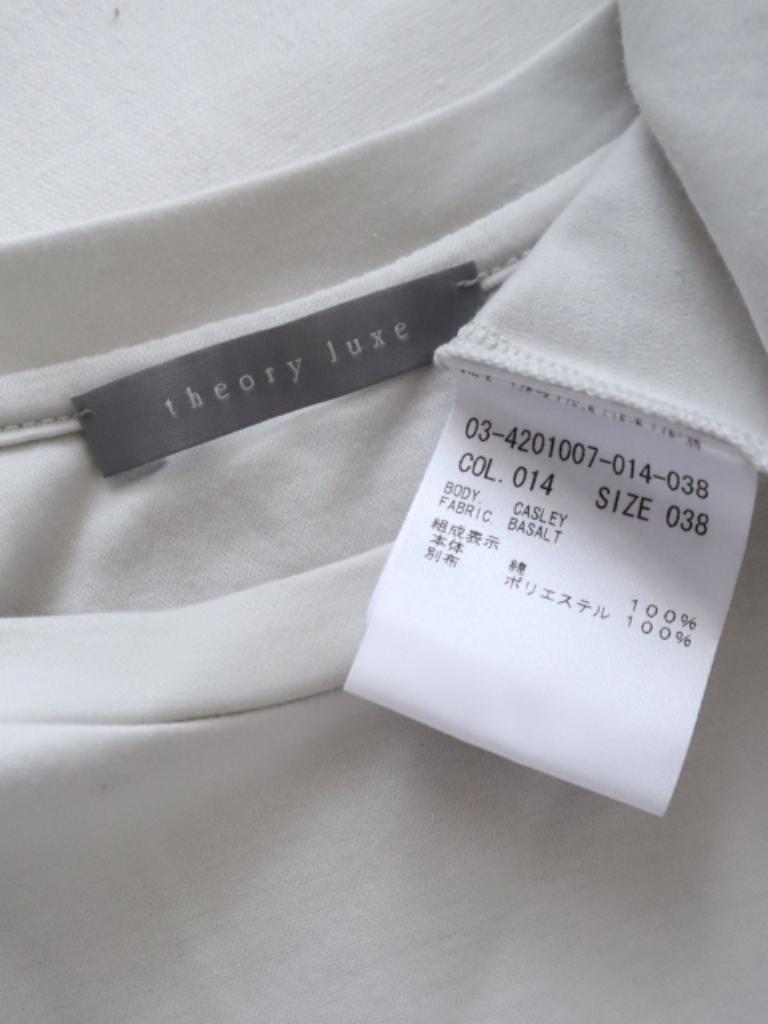 theory luxe
03-4201007-014-038
COL. 014 SIZE 038
BODY. CASLEY
FABRIC. BASALT
組成表示
本体 綿 100%
別布 ポリエステル 100%